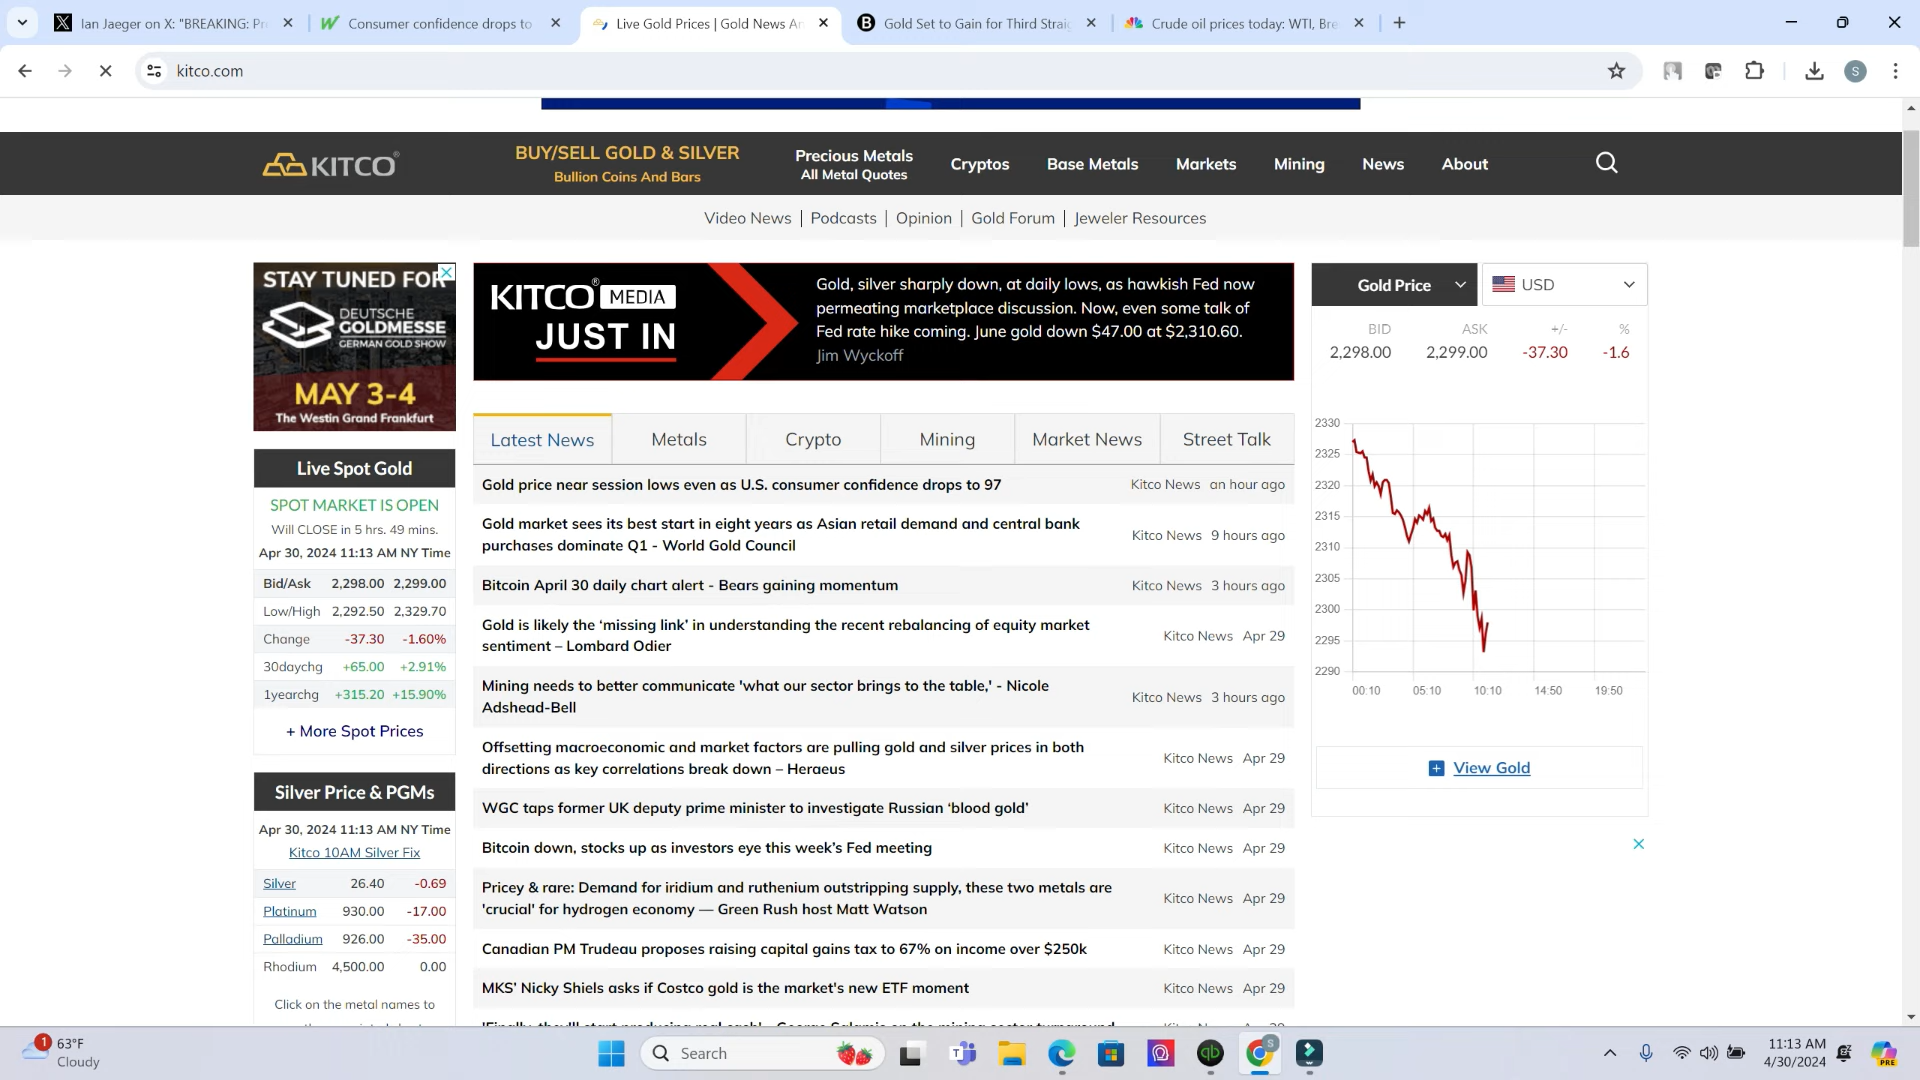 Ian Jaeger on X: "BREAKING: Pr
Consumer confidence drops to
Live Gold Prices | Gold News An
Gold Set to Gain for Third Straig
Crude oil prices today: WTI, Bre
kitco.com
S
KITCO®
BUY/SELL GOLD & SILVER
Bullion Coins And Bars
Precious Metals
All Metal Quotes
Cryptos
Base Metals
Markets
Mining
News
About
Video News | Podcasts | Opinion | Gold Forum | Jeweler Resources
STAY TUNED FOR
DEUTSCHE
GOLDMESSE
GERMAN GOLD SHOW
MAY 3-4
The Westin Grand Frankfurt
KITCO® MEDIA
JUST IN
Gold, silver sharply down, at daily lows, as hawkish Fed now
permeating marketplace discussion. Now, even some talk of
Fed rate hike coming. June gold down $47.00 at $2,310.60.
Jim Wyckoff
Gold Price
USD
BID ASK +/- %
2,298.00 2,299.00 -37.30 -1.6
2330
2325
2320
2315
2310
2305
2300
2295
2290
00:10 05:10 10:10 14:50 19:50
View Gold
Live Spot Gold
SPOT MARKET IS OPEN
Will CLOSE in 5 hrs. 49 mins.
Apr 30, 2024 11:13 AM NY Time
Bid/Ask 2,298.00 2,299.00
Low/High 2,292.50 2,329.70
Change -37.30 -1.60%
30daychg +65.00 +2.91%
1yearchg +315.20 +15.90%
+ More Spot Prices
Silver Price & PGMs
Apr 30, 2024 11:13 AM NY Time
Kitco 10AM Silver Fix
Silver 26.40 -0.69
Platinum 930.00 -17.00
Palladium 926.00 -35.00
Rhodium 4,500.00 0.00
Click on the metal names to
Latest News
Metals
Crypto
Mining
Market News
Street Talk
Gold price near session lows even as U.S. consumer confidence drops to 97 Kitco News an hour ago
Gold market sees its best start in eight years as Asian retail demand and central bank
purchases dominate Q1 - World Gold Council Kitco News 9 hours ago
Bitcoin April 30 daily chart alert - Bears gaining momentum Kitco News 3 hours ago
Gold is likely the ‘missing link’ in understanding the recent rebalancing of equity market
sentiment – Lombard Odier Kitco News Apr 29
Mining needs to better communicate 'what our sector brings to the table,' - Nicole
Adshead-Bell Kitco News 3 hours ago
Offsetting macroeconomic and market factors are pulling gold and silver prices in both
directions as key correlations break down – Heraeus Kitco News Apr 29
WGC taps former UK deputy prime minister to investigate Russian ‘blood gold’ Kitco News Apr 29
Bitcoin down, stocks up as investors eye this week’s Fed meeting Kitco News Apr 29
Pricey & rare: Demand for iridium and ruthenium outstripping supply, these two metals are
'crucial' for hydrogen economy — Green Rush host Matt Watson Kitco News Apr 29
Canadian PM Trudeau proposes raising capital gains tax to 67% on income over $250k Kitco News Apr 29
MKS’ Nicky Shiels asks if Costco gold is the market's new ETF moment Kitco News Apr 29
1
63°F
Cloudy
Search
qb
S
11:13 AM
4/30/2024
PRE